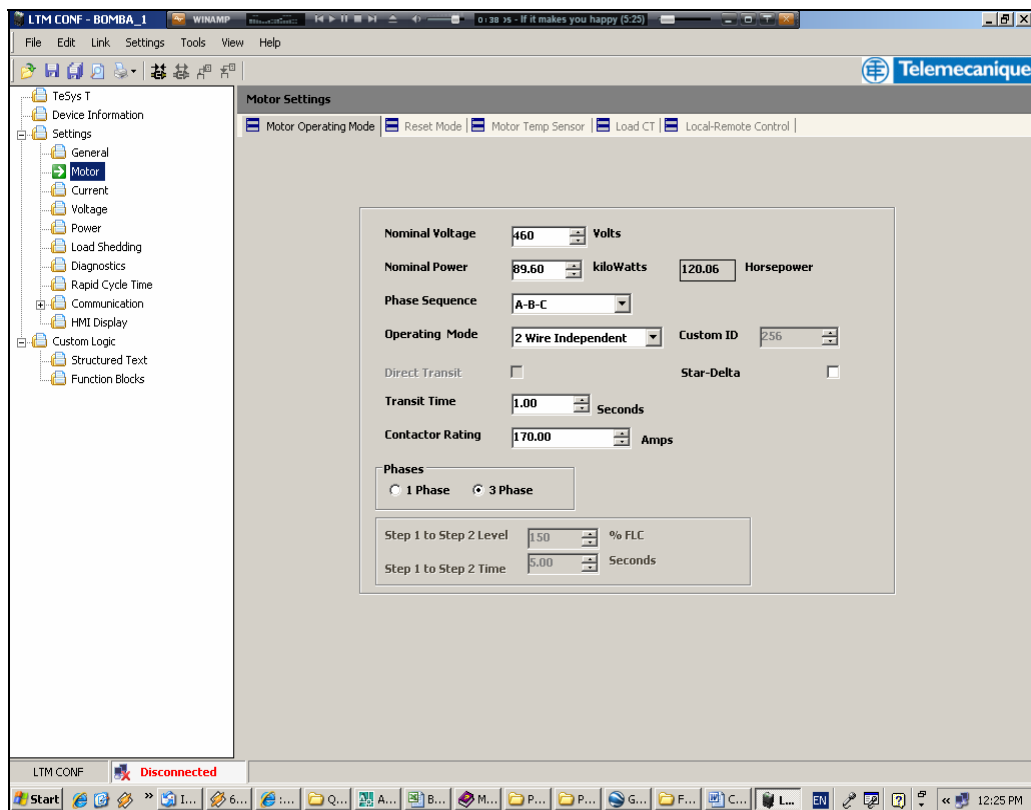 LTM CONF - BOMBA_1
WINAMP
0:38 >s - If it makes you happy (5:25)
File Edit Link Settings Tools View Help
Telemecanique
TeSys T
Device Information
Settings
General
Motor
Current
Voltage
Power
Load Shedding
Diagnostics
Rapid Cycle Time
Communication
HMI Display
Custom Logic
Structured Text
Function Blocks
Motor Settings
Motor Operating Mode Reset Mode Motor Temp Sensor Load CT Local-Remote Control
Nominal Voltage 460 Volts
Nominal Power 89.60 kiloWatts 120.06 Horsepower
Phase Sequence A-B-C
Operating Mode 2 Wire Independent Custom ID 256
Direct Transit Star-Delta
Transit Time 1.00 Seconds
Contactor Rating 170.00 Amps
Phases
1 Phase 3 Phase
Step 1 to Step 2 Level 150 % FLC
Step 1 to Step 2 Time 5.00 Seconds
LTM CONF Disconnected
Start » I... 6... :... Q... A... B... M... P... P... G... F... C... L... EN « 12:25 PM